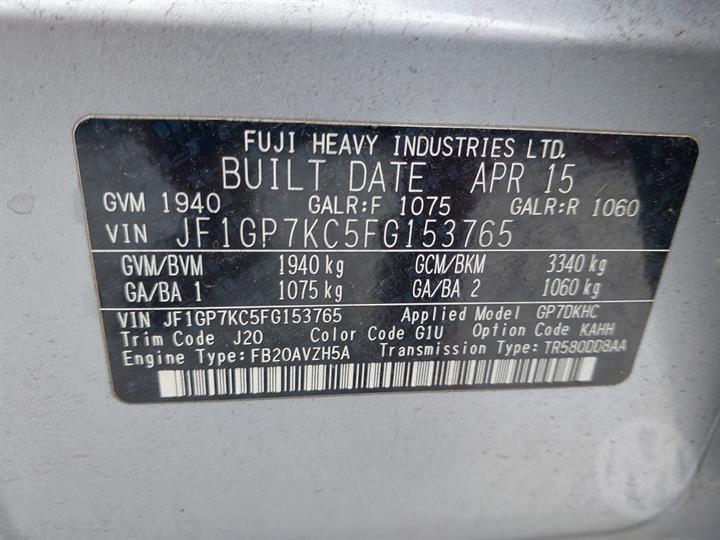 FUJI HEAVY INDUSTRIES LTD.
BUILT DATE APR 15
GVM 1940 GALR:F 1075 GALR:R 1060
VIN JF1GP7KC5FG153765
GVM/BVM 1940 kg GCM/BKM 3340 kg
GA/BA 1 1075 kg GA/BA 2 1060 kg
VIN JF1GP7KC5FG153765 Applied Model GP7DKHC
Trim Code J20 Color Code G1U Option Code KAHH
Engine Type: FB20AVZH5A Transmission Type: TR580DD8AA